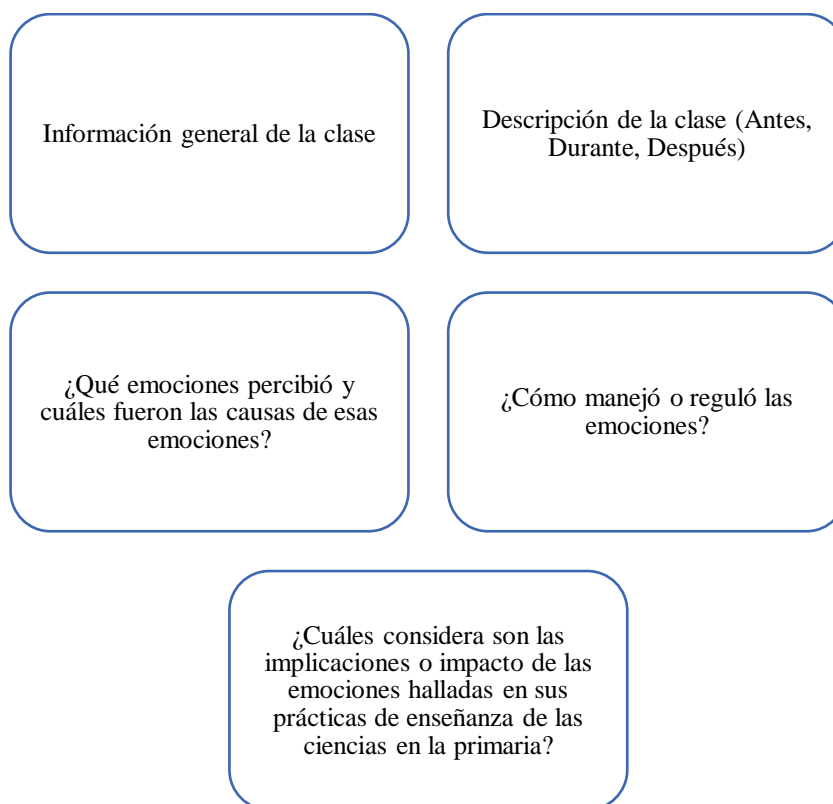 Información general de la clase
Descripción de la clase (Antes,
Durante, Después)
¿Qué emociones percibió y
cuáles fueron las causas de esas
emociones?
¿Cómo manejó o reguló las
emociones?
¿Cuáles considera son las
implicaciones o impacto de las
emociones halladas en sus
prácticas de enseñanza de las
ciencias en la primaria?